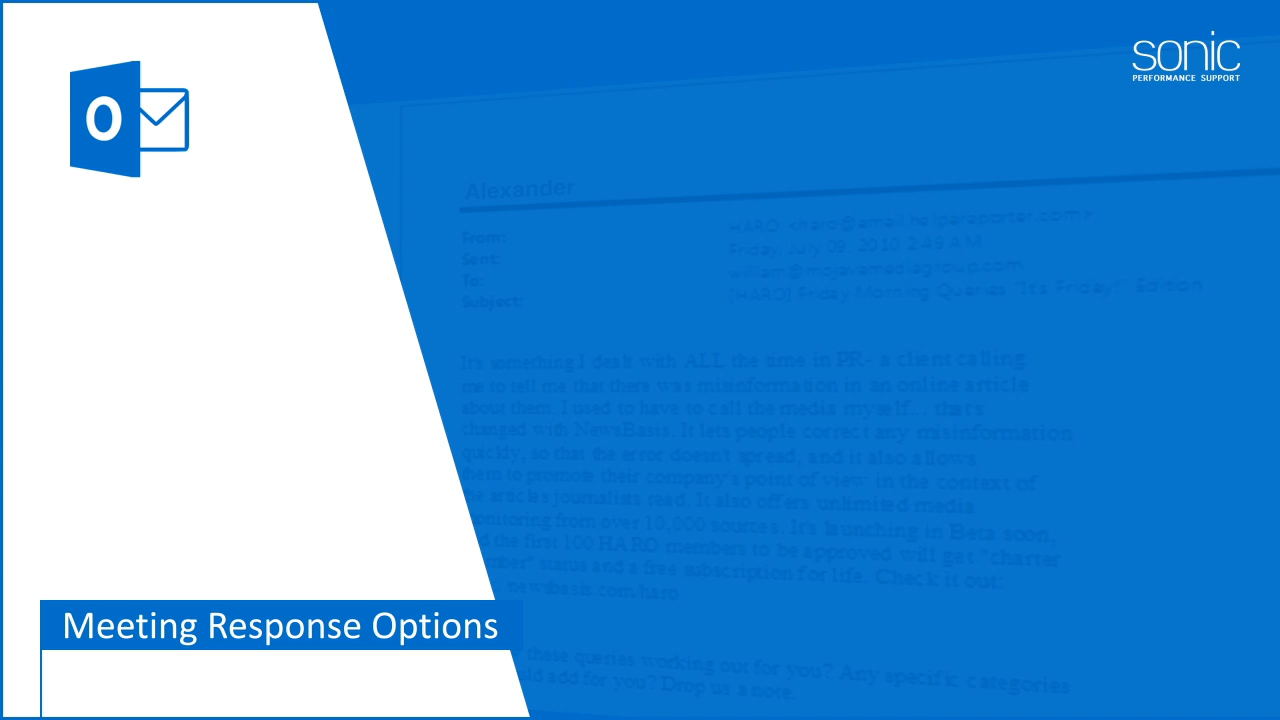 O
sonic
PERFORMANCE SUPPORT
Alexander
From: HARO <haro@email.helpareporter.com>
Sent: Friday, July 09, 2010 2:49 AM
To: william@mojavemediagroup.com
Subject: [HARO] Friday Morning Queries "It's Friday!" Edition
It's something I dealt with ALL the time in PR- a client calling
me to tell me that there was misinformation in an online article
about them. I used to have to call the media myself... that's
changed with NewsBasis. It lets people correct any misinformation
quickly, so that the error doesn't spread, and it also allows
them to promote their company's point of view in the context of
articles journalists read. It also offers unlimited media
from over 10,000 sources. It's launching in Beta soon,
the first 100 HARO members to be approved will get "charter
status and a free subscription for life. Check it out:
newsbasis.com/haro
Meeting Response Options
these queries working out for you? Any specific categories
add for you? Drop us a note.